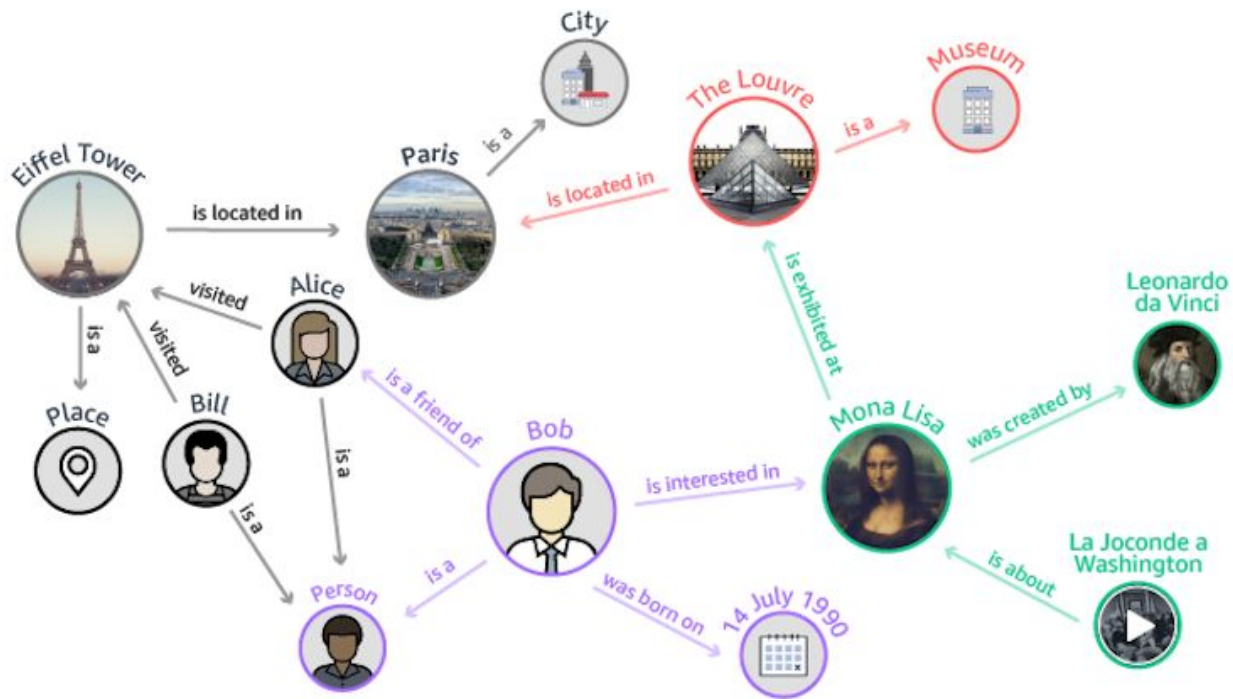 City
The Louvre
Museum
is a
is a
Eiffel Tower
Paris
is located in
is located in
Alice
visited
visited
is a
is exhibited at
Leonardo
da Vinci
Place
Bill
is a friend of
Bob
Mona Lisa
was created by
is a
is interested in
is a
La Joconde a
Washington
is about
Person
is a
was born on
14 July 1990